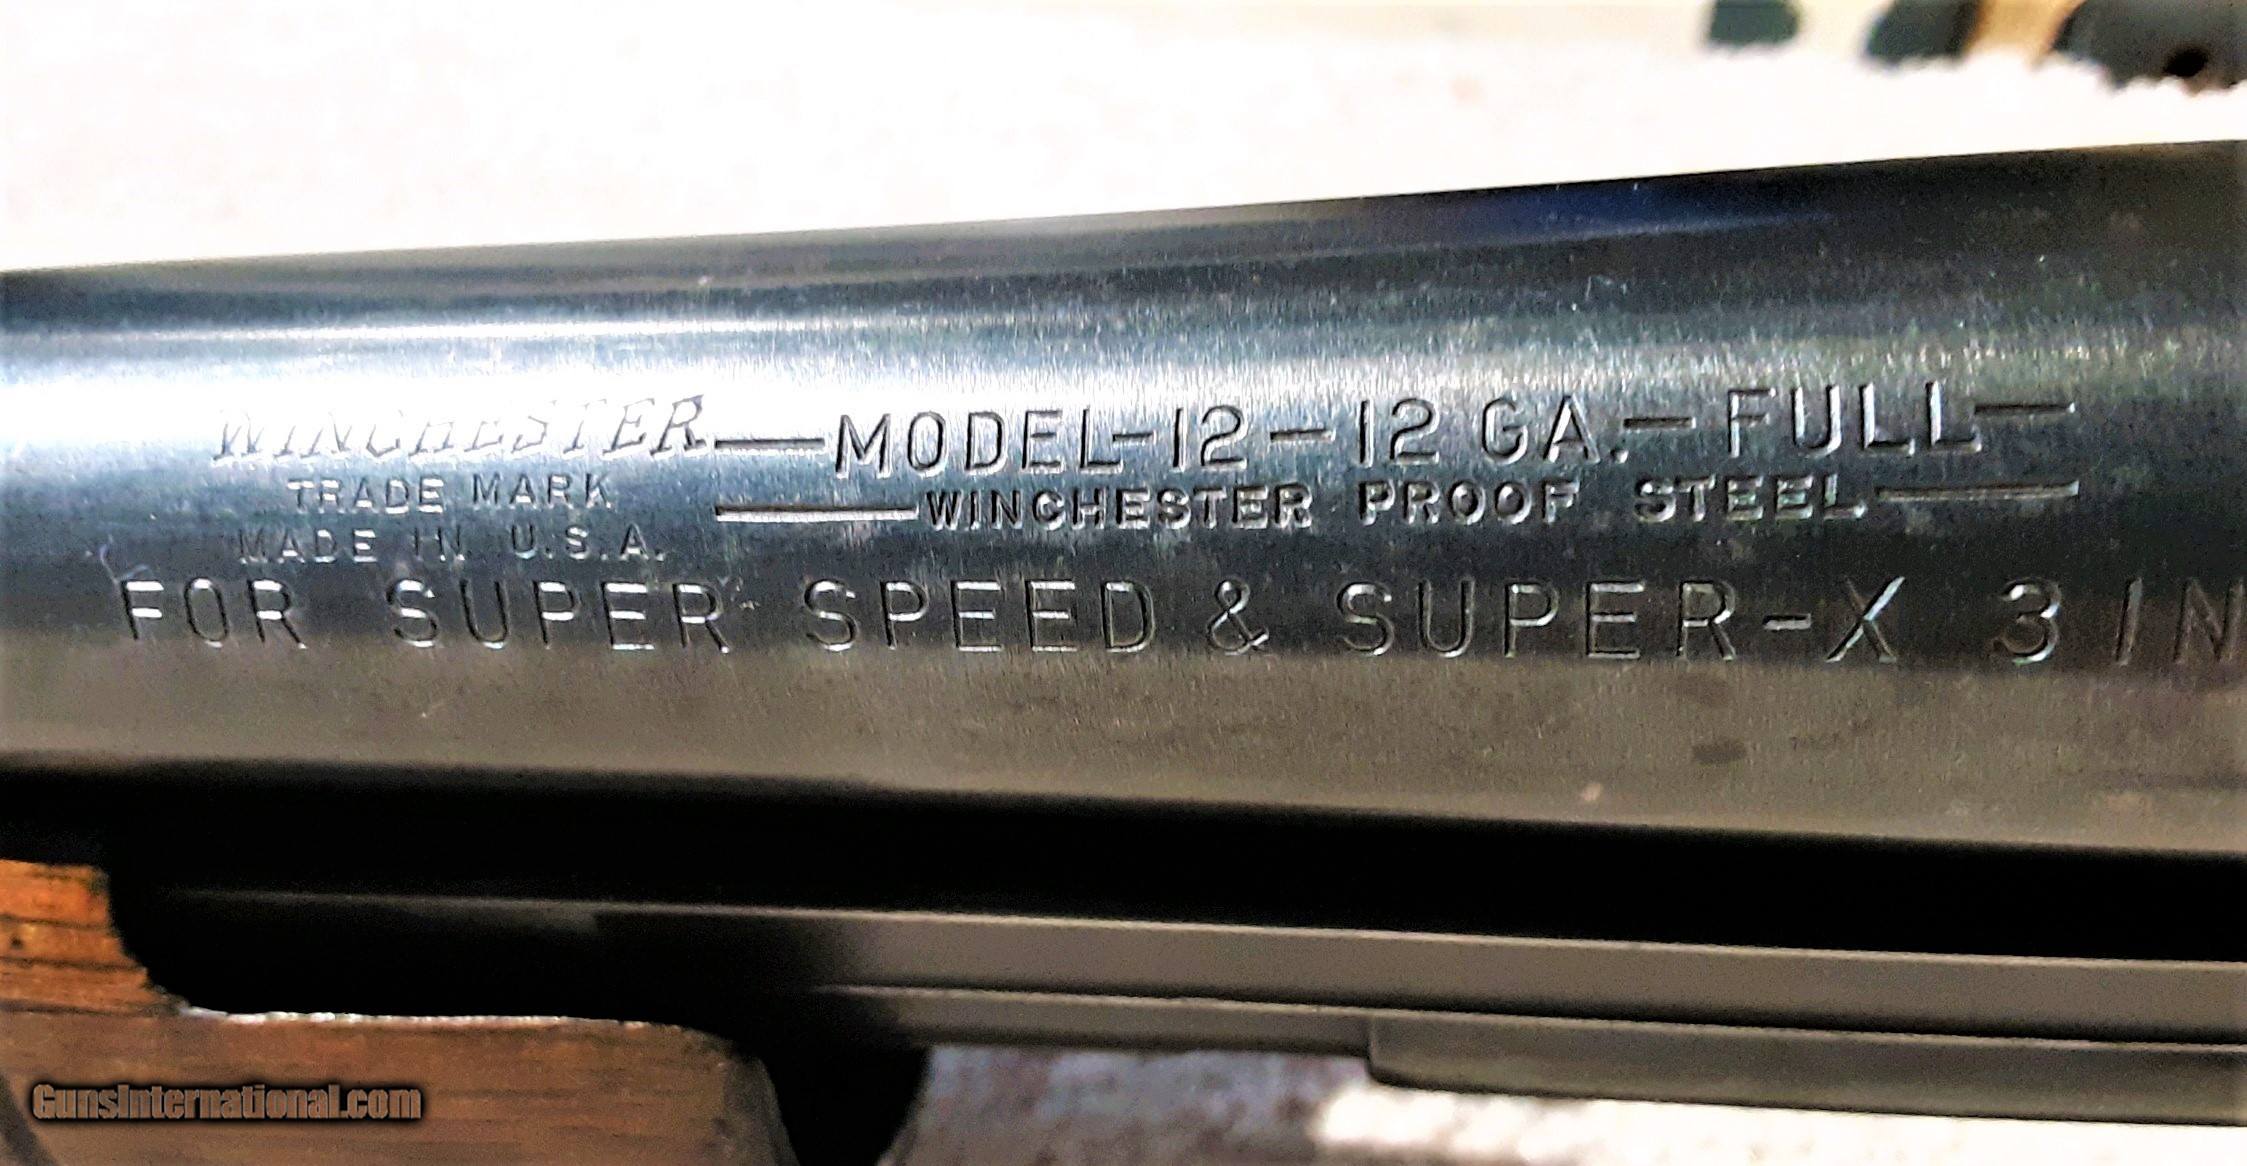 WINCHESTER—MODEL-12-12 GA.-FULL—
TRADE MARK
—WINCHESTER PROOF STEEL—
MADE IN U.S.A.
FOR SUPER SPEED & SUPER-X 3 IN
GunsInternational.com